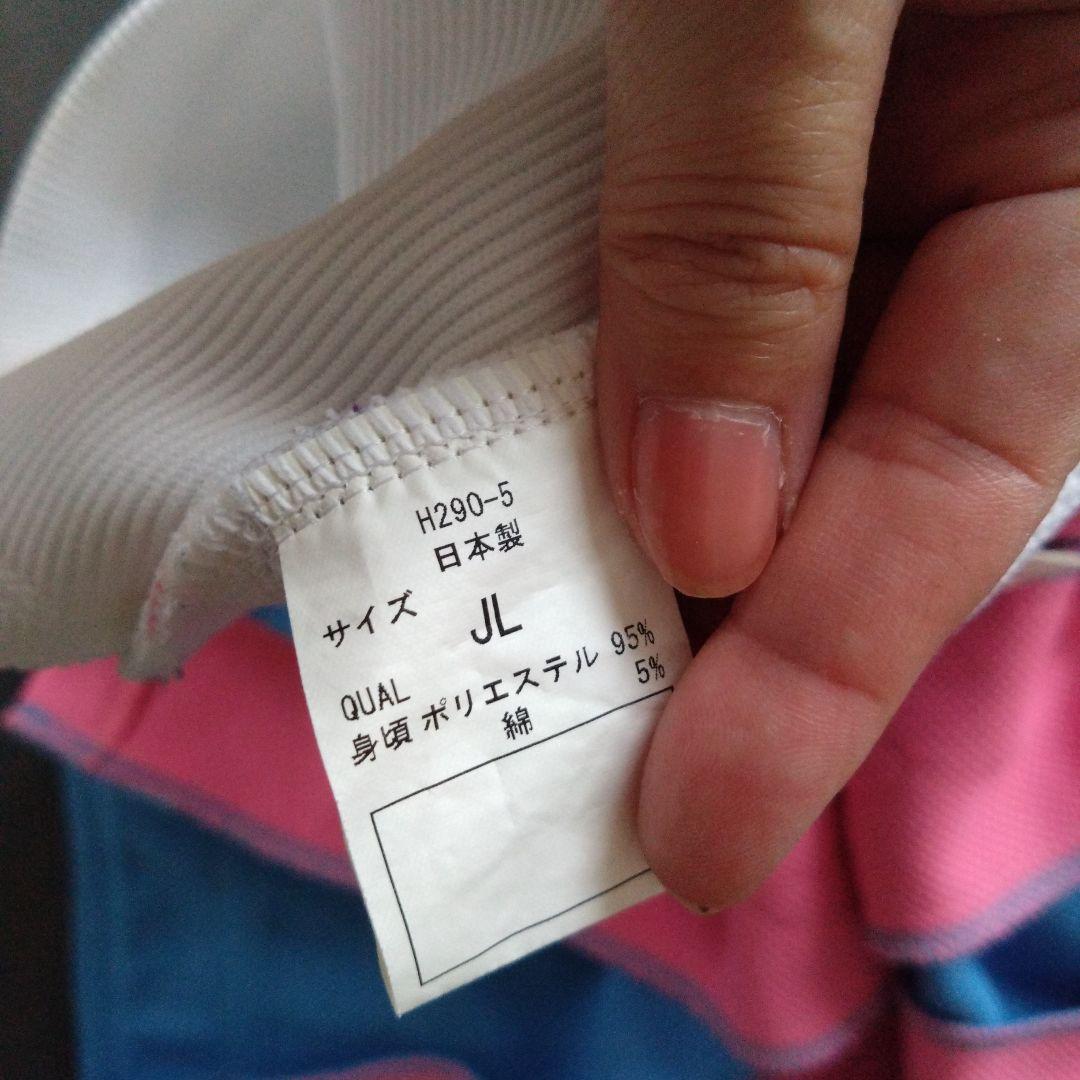 H290-5
日本製
サイズ JL
QUAL
身頃 ポリエステル 95%
綿 5%